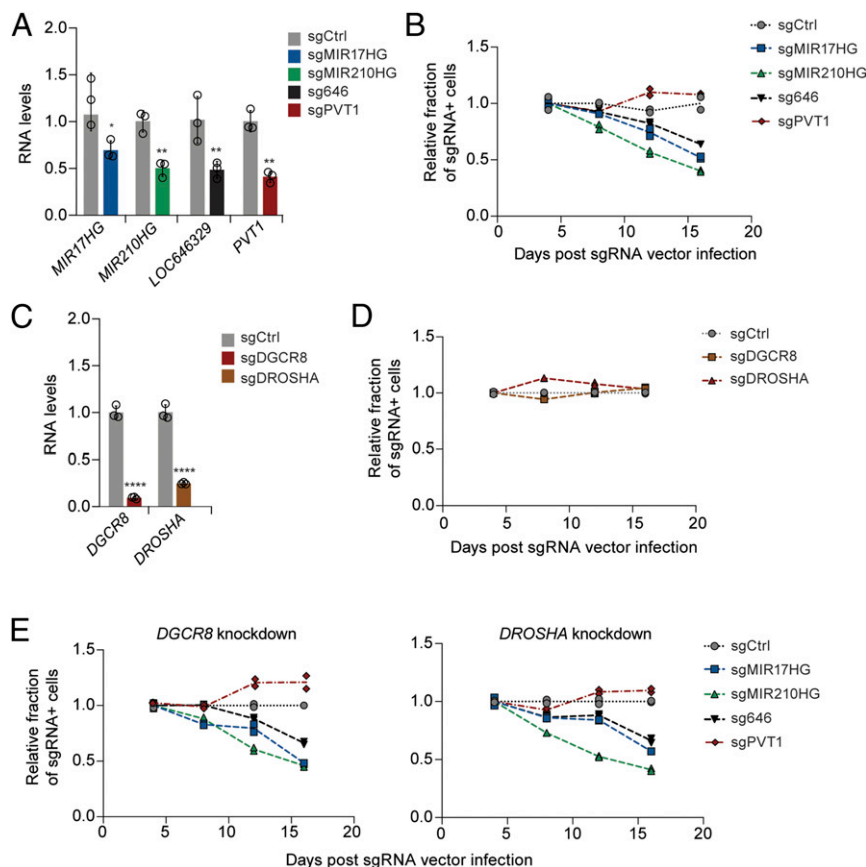 A
RNA levels
2.0
1.5
1.0
0.5
0.0
*
**
**
**
MIR17HG
MIR210HG
LOC646329
PVT1
sgCtrl
sgMIR17HG
sgMIR210HG
sg646
sgPVT1
B
Relative fraction
of sgRNA+ cells
1.5
1.0
0.5
0
0
5
10
15
20
Days post sgRNA vector infection
sgCtrl
sgMIR17HG
sgMIR210HG
sg646
sgPVT1
C
RNA levels
2.0
1.5
1.0
0.5
0.0
****
****
DGCR8
DROSHA
sgCtrl
sgDGCR8
sgDROSHA
D
Relative fraction
of sgRNA+ cells
1.5
1.0
0.5
0
0
5
10
15
20
Days post sgRNA vector infection
sgCtrl
sgDGCR8
sgDROSHA
E
DGCR8 knockdown
Relative fraction
of sgRNA+ cells
1.5
1.0
0.5
0.0
0
5
10
15
20
DROSHA knockdown
Relative fraction
of sgRNA+ cells
1.5
1.0
0.5
0
0
5
10
15
20
Days post sgRNA vector infection
sgCtrl
sgMIR17HG
sgMIR210HG
sg646
sgPVT1